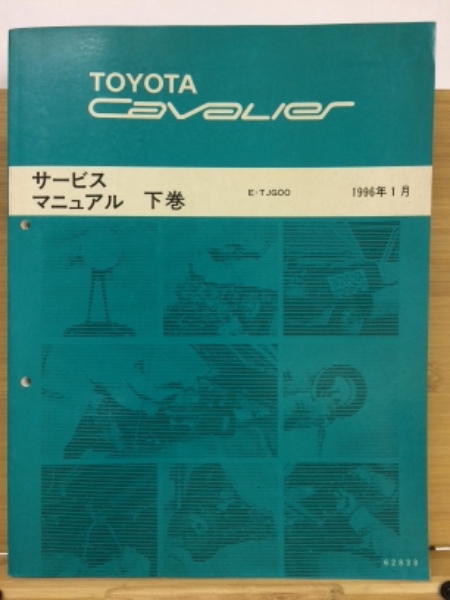 TOYOTA
Cavalier
サービス
マニュアル 下巻
E-TJG00
1996年1月
62833